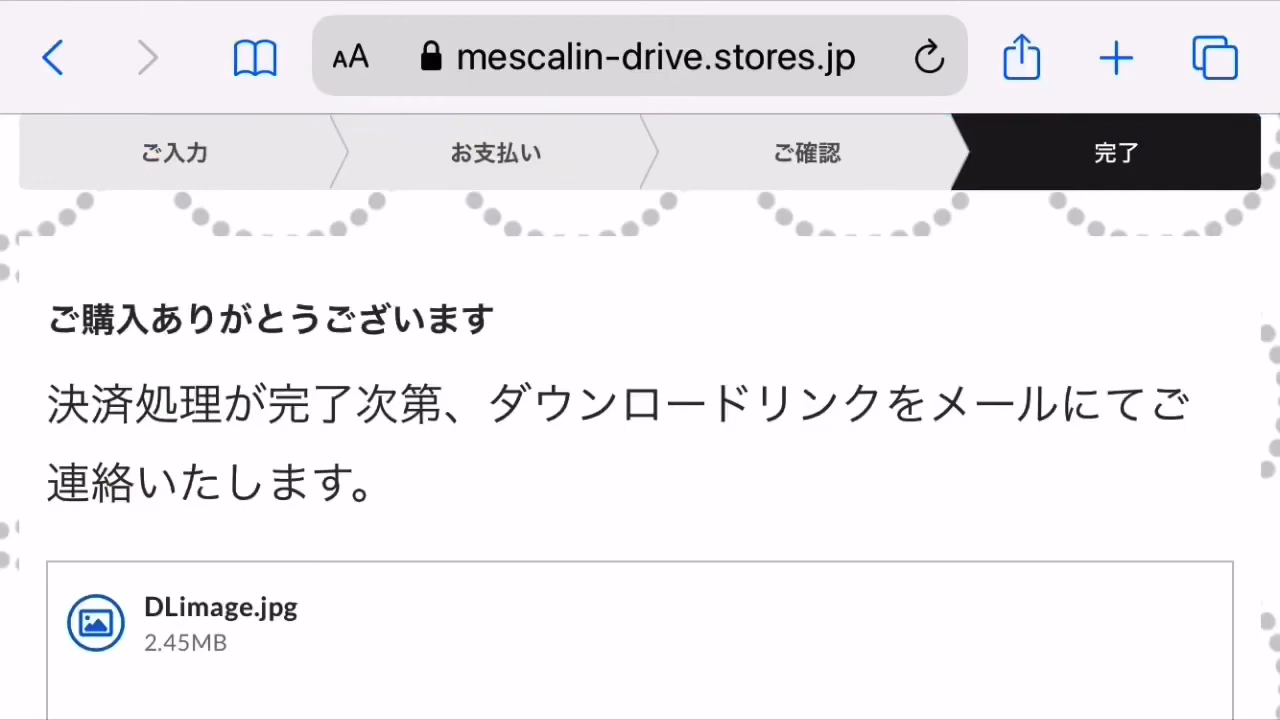 AA mescalin-drive.stores.jp
ご入力 お支払い ご確認 完了
ご購入ありがとうございます
決済処理が完了次第、ダウンロードリンクをメールにてご
連絡いたします。
DLimage.jpg
2.45MB